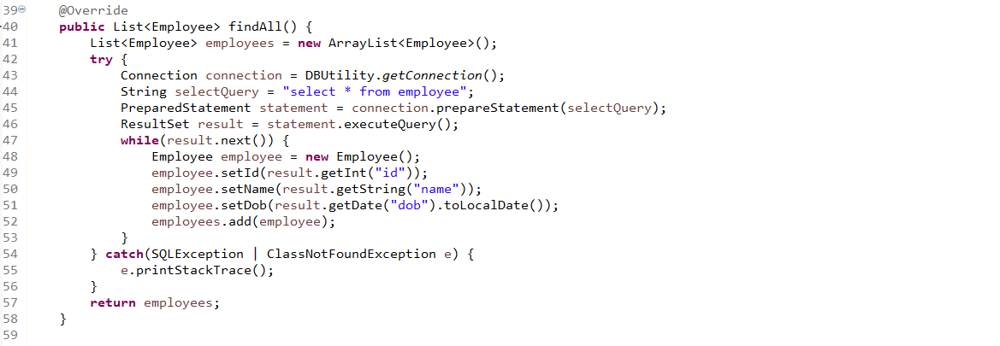 39 @Override
40 public List<Employee> findAll() {
41 List<Employee> employees = new ArrayList<Employee>();
42 try {
43 Connection connection = DBUtility.getConnection();
44 String selectQuery = "select * from employee";
45 PreparedStatement statement = connection.prepareStatement(selectQuery);
46 ResultSet result = statement.executeQuery();
47 while(result.next()) {
48 Employee employee = new Employee();
49 employee.setId(result.getInt("id"));
50 employee.setName(result.getString("name"));
51 employee.setDob(result.getDate("dob").toLocalDate());
52 employees.add(employee);
53 }
54 } catch(SQLException | ClassNotFoundException e) {
55 e.printStackTrace();
56 }
57 return employees;
58 }
59